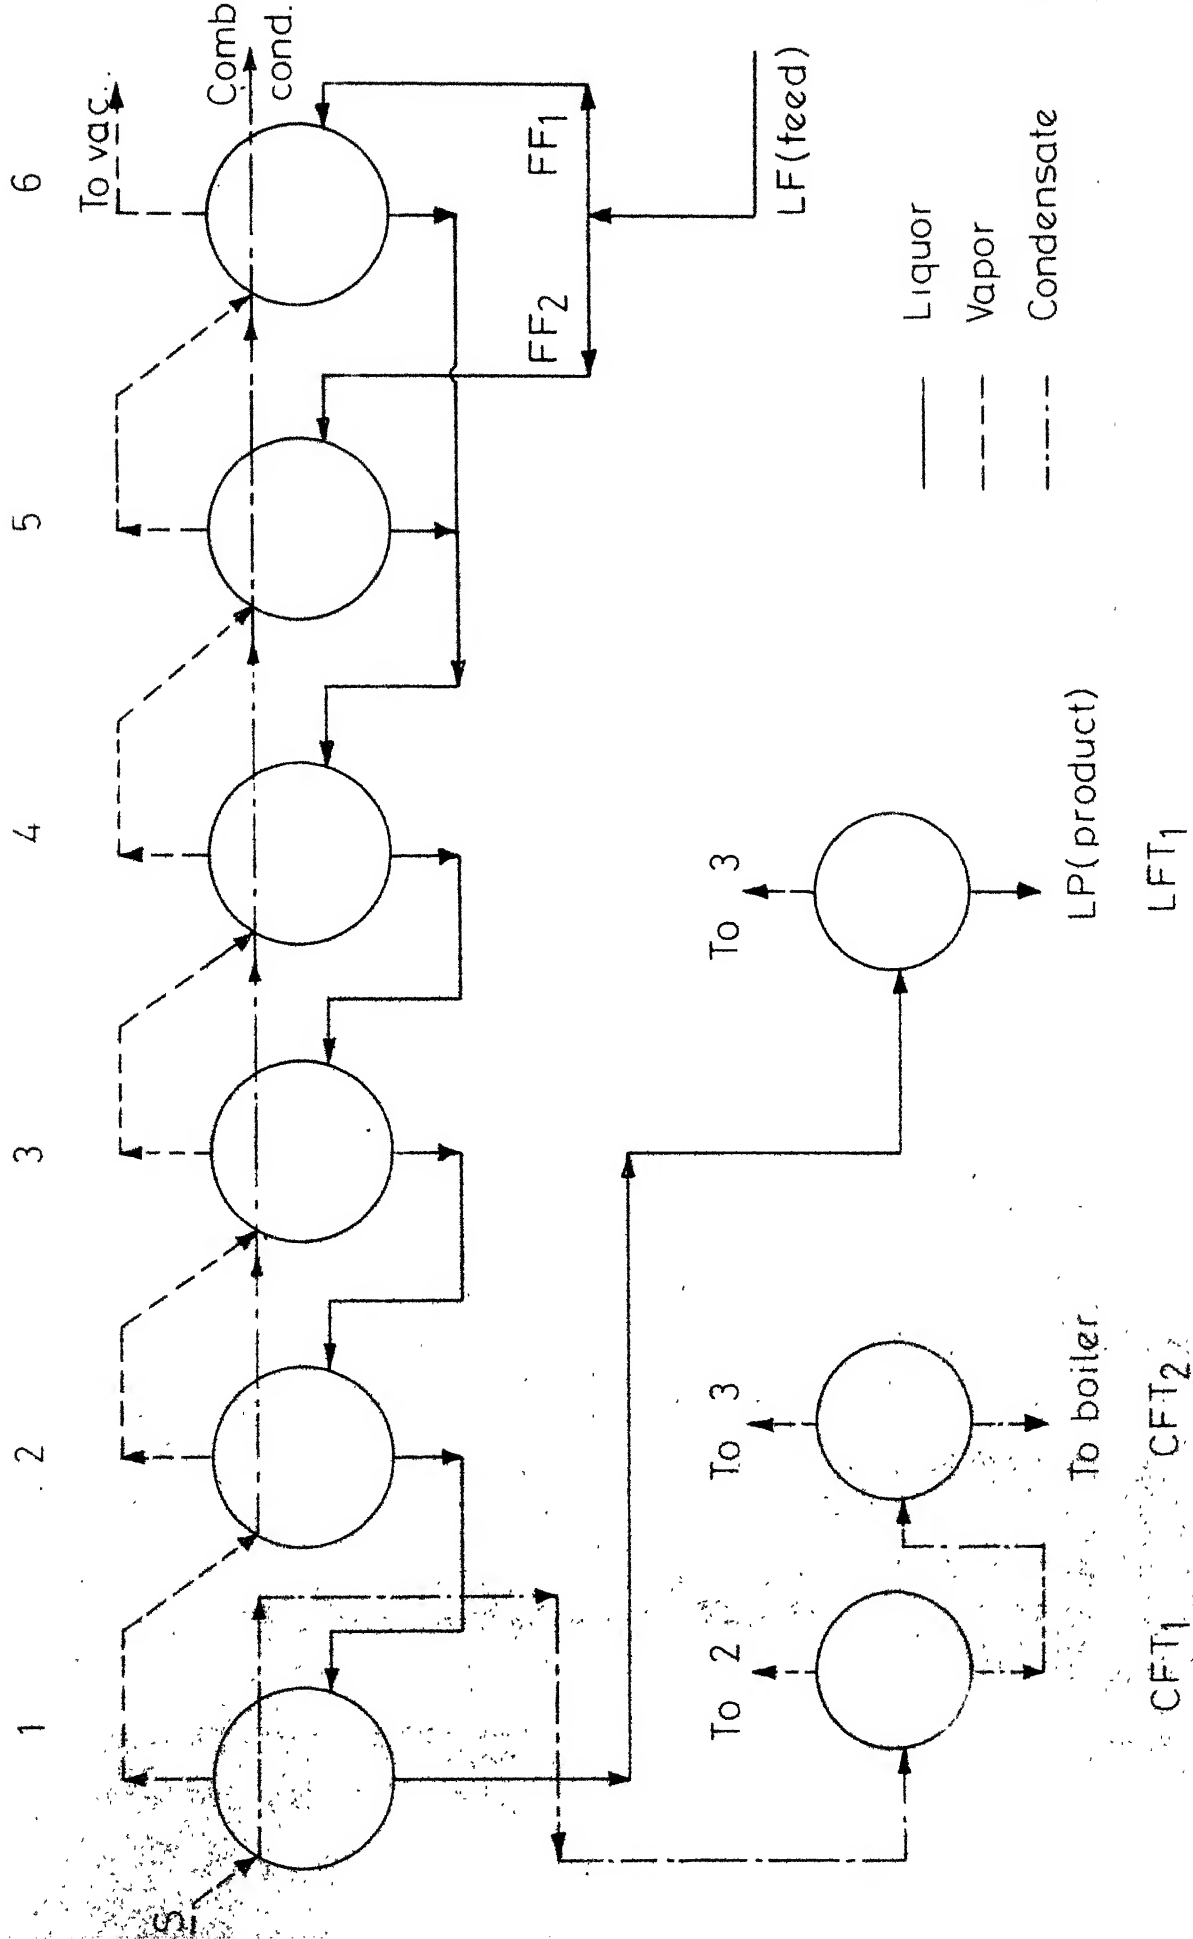 1 2 3 4 5 6
To vac.
Comb
cond.
S
FF2 FF1
LF(feed)
To 2 To 3 To 3
Liquor
Vapor
Condensate
To boiler
LP(product)
CFT1 CFT2 LFT1